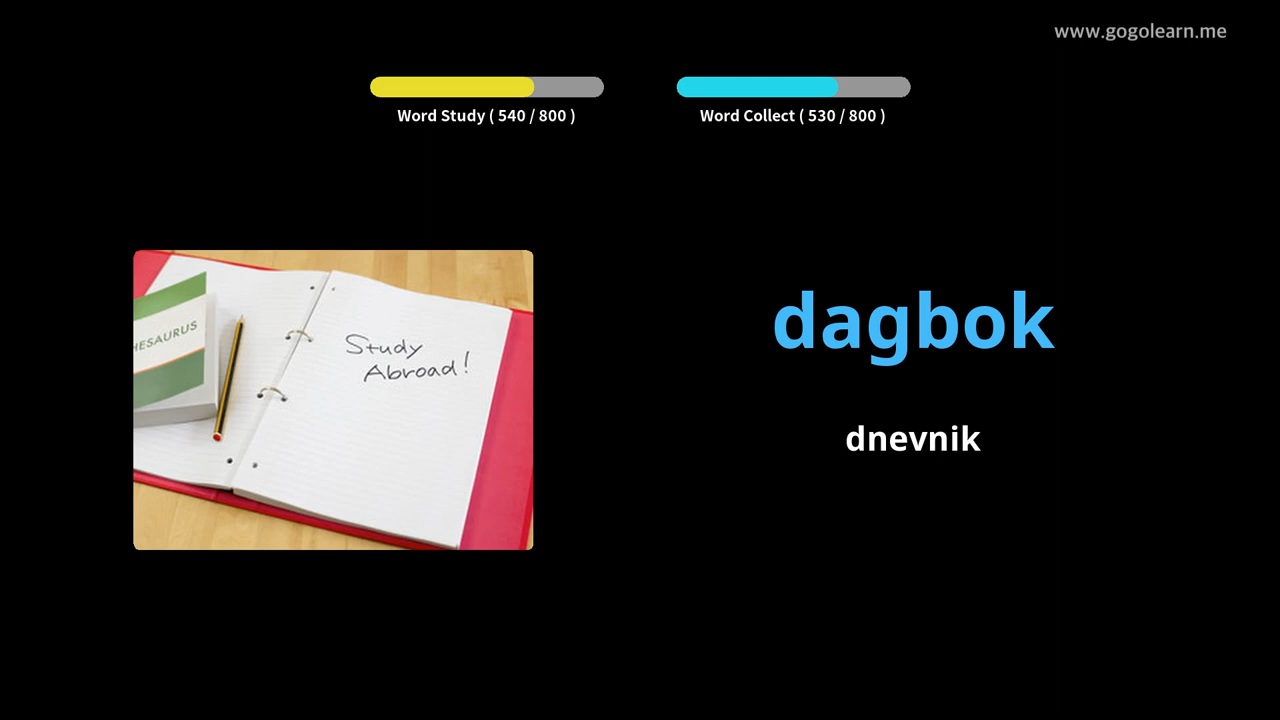 www.gogolearn.me
Word Study ( 540 / 800 )
Word Collect ( 530 / 800 )
HESAURUS
Study
Abroad!
dagbok
dnevnik